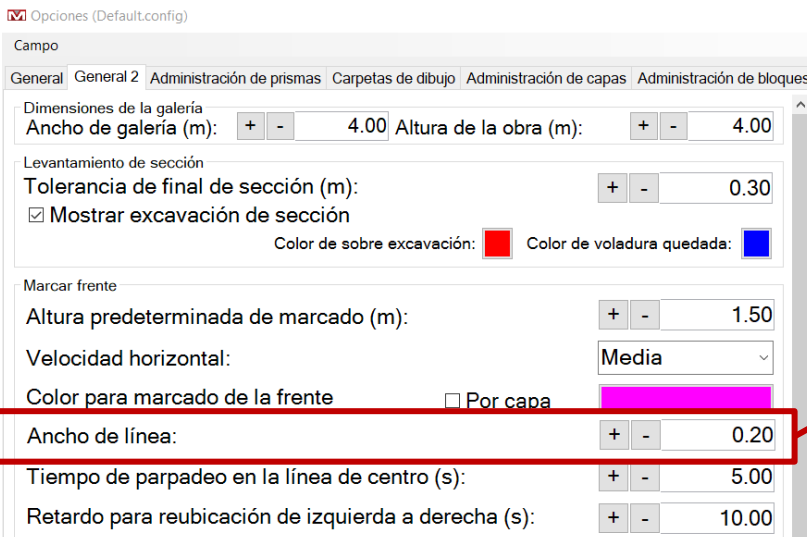 Opciones (Default.config)
Campo
General General 2 Administración de prismas Carpetas de dibujo Administración de capas Administración de bloques
Dimensiones de la galería
Ancho de galería (m): + - 4.00 Altura de la obra (m): + - 4.00
Levantamiento de sección
Tolerancia de final de sección (m): + - 0.30
Mostrar excavación de sección
Color de sobre excavación: Color de voladura quedada:
Marcar frente
Altura predeterminada de marcado (m): + - 1.50
Velocidad horizontal: Media
Color para marcado de la frente Por capa
Ancho de línea: + - 0.20
Tiempo de parpadeo en la línea de centro (s): + - 5.00
Retardo para reubicación de izquierda a derecha (s): + - 10.00